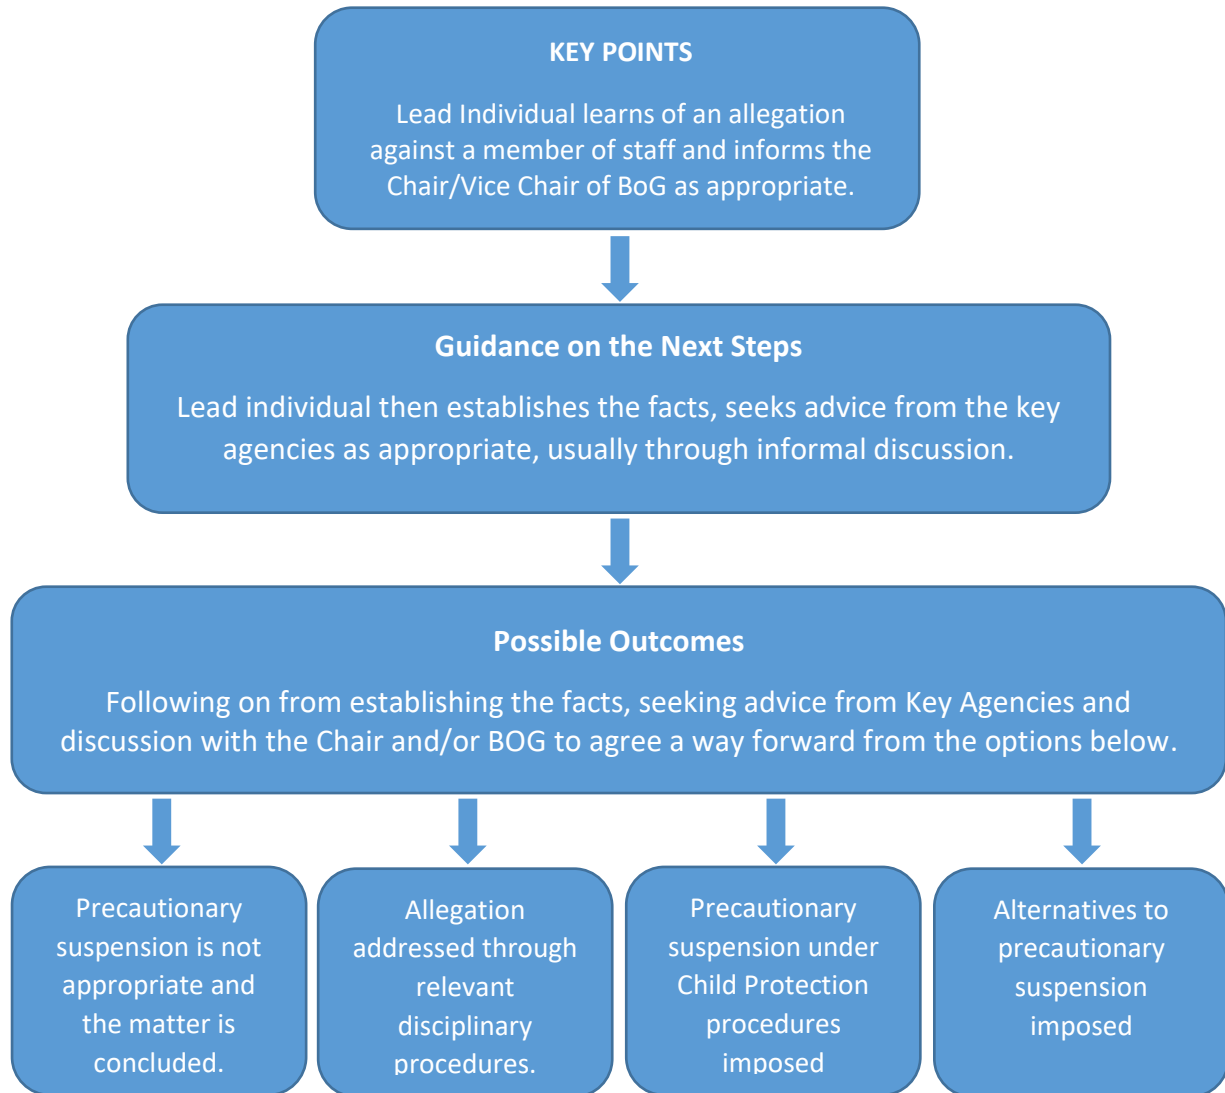 KEY POINTS
Lead Individual learns of an allegation
against a member of staff and informs the
Chair/Vice Chair of BoG as appropriate.
Guidance on the Next Steps
Lead individual then establishes the facts, seeks advice from the key
agencies as appropriate, usually through informal discussion.
Possible Outcomes
Following on from establishing the facts, seeking advice from Key Agencies and
discussion with the Chair and/or BOG to agree a way forward from the options below.
Precautionary
suspension is not
appropriate and
the matter is
concluded.
Allegation
addressed through
relevant
disciplinary
procedures.
Precautionary
suspension under
Child Protection
procedures
imposed
Alternatives to
precautionary
suspension
imposed